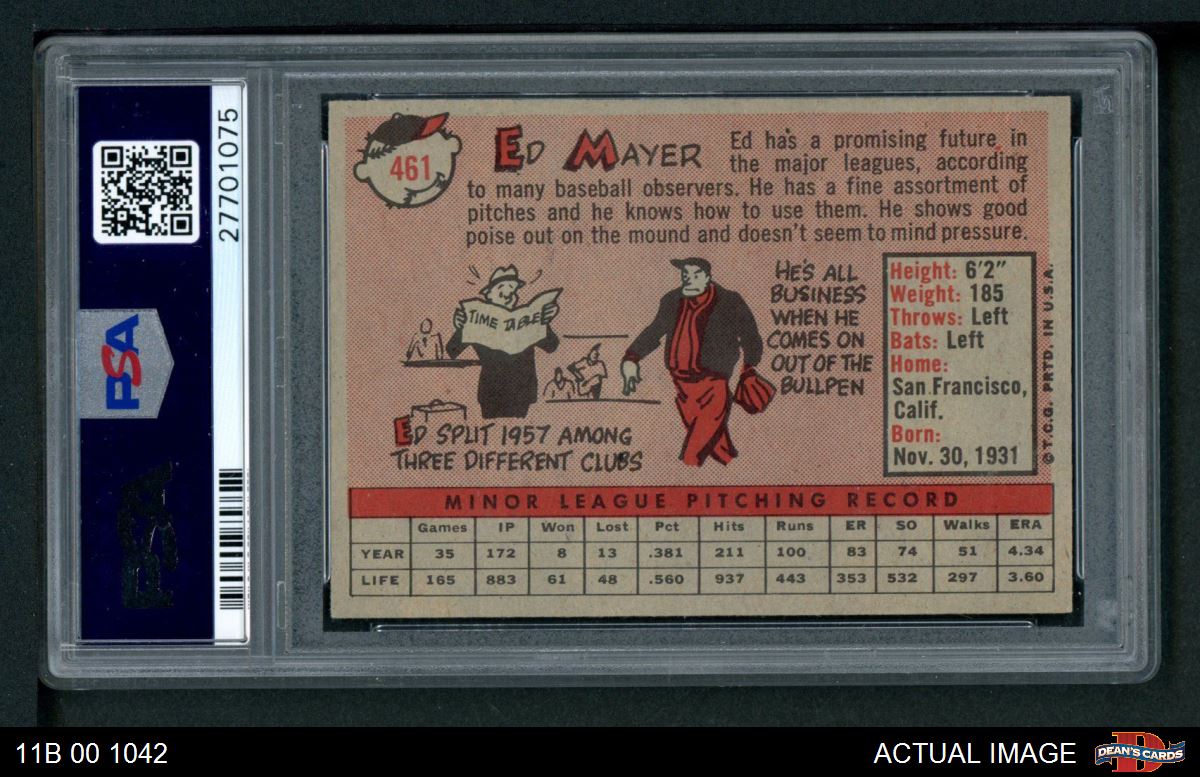 27701075
PSA
461
ED MAYER
Ed has a promising future in
the major leagues, according
to many baseball observers. He has a fine assortment of
pitches and he knows how to use them. He shows good
poise out on the mound and doesn't seem to mind pressure.
TIME TABLE
ED SPLIT 1957 AMONG
THREE DIFFERENT CLUBS
HE'S ALL
BUSINESS
WHEN HE
COMES ON
OUT OF THE
BULLPEN
Height: 6'2"
Weight: 185
Throws: Left
Bats: Left
Home:
San Francisco,
Calif.
Born:
Nov. 30, 1931
©T.C.G. PRTD. IN U.S.A.
MINOR LEAGUE PITCHING RECORD
Games IP Won Lost Pct Hits Runs ER SO Walks ERA
YEAR 35 172 8 13 .381 211 100 83 74 51 4.34
LIFE 165 883 61 48 .560 937 443 353 532 297 3.60
PSA
11B 00 1042
ACTUAL IMAGE
DEAN'S CARDS